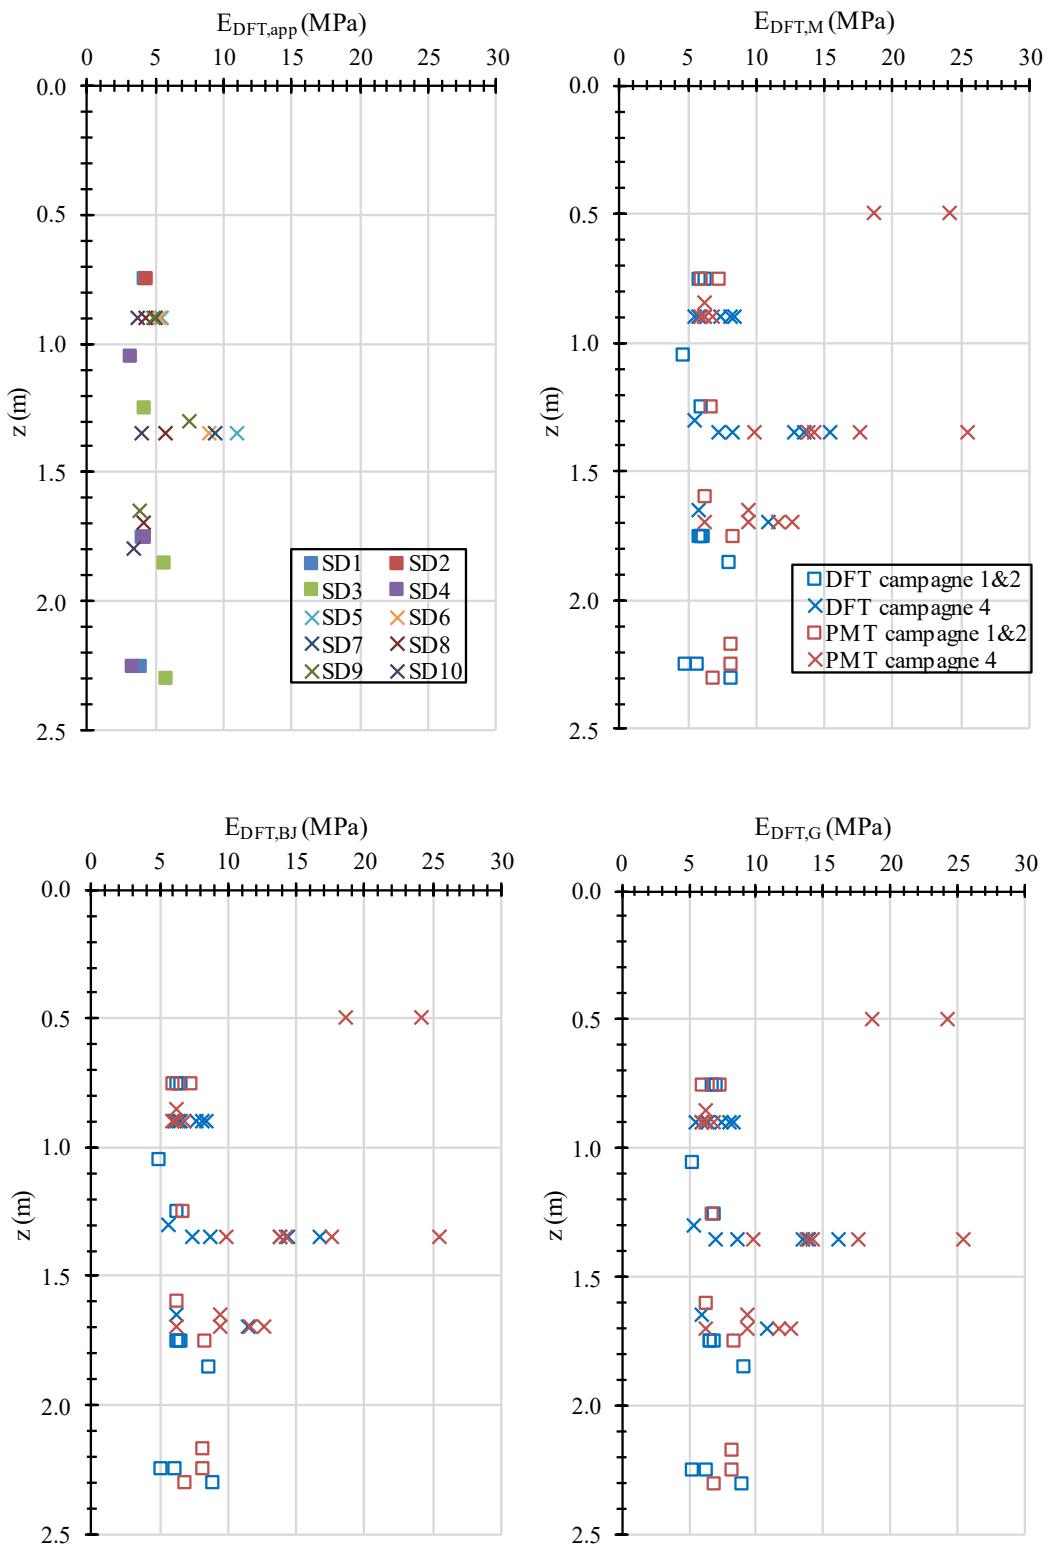 E_DFT,app (MPa)
0 5 10 15 20 25 30
0.0
0.5
1.0
1.5
2.0
2.5
z (m)
SD1 SD2
SD3 SD4
SD5 SD6
SD7 SD8
SD9 SD10
E_DFT,M (MPa)
0 5 10 15 20 25 30
0.0
0.5
1.0
1.5
2.0
2.5
z (m)
DFT campagne 1&2
DFT campagne 4
PMT campagne 1&2
PMT campagne 4
E_DFT,BJ (MPa)
0 5 10 15 20 25 30
0.0
0.5
1.0
1.5
2.0
2.5
z (m)
E_DFT,G (MPa)
0 5 10 15 20 25 30
0.0
0.5
1.0
1.5
2.0
2.5
z (m)